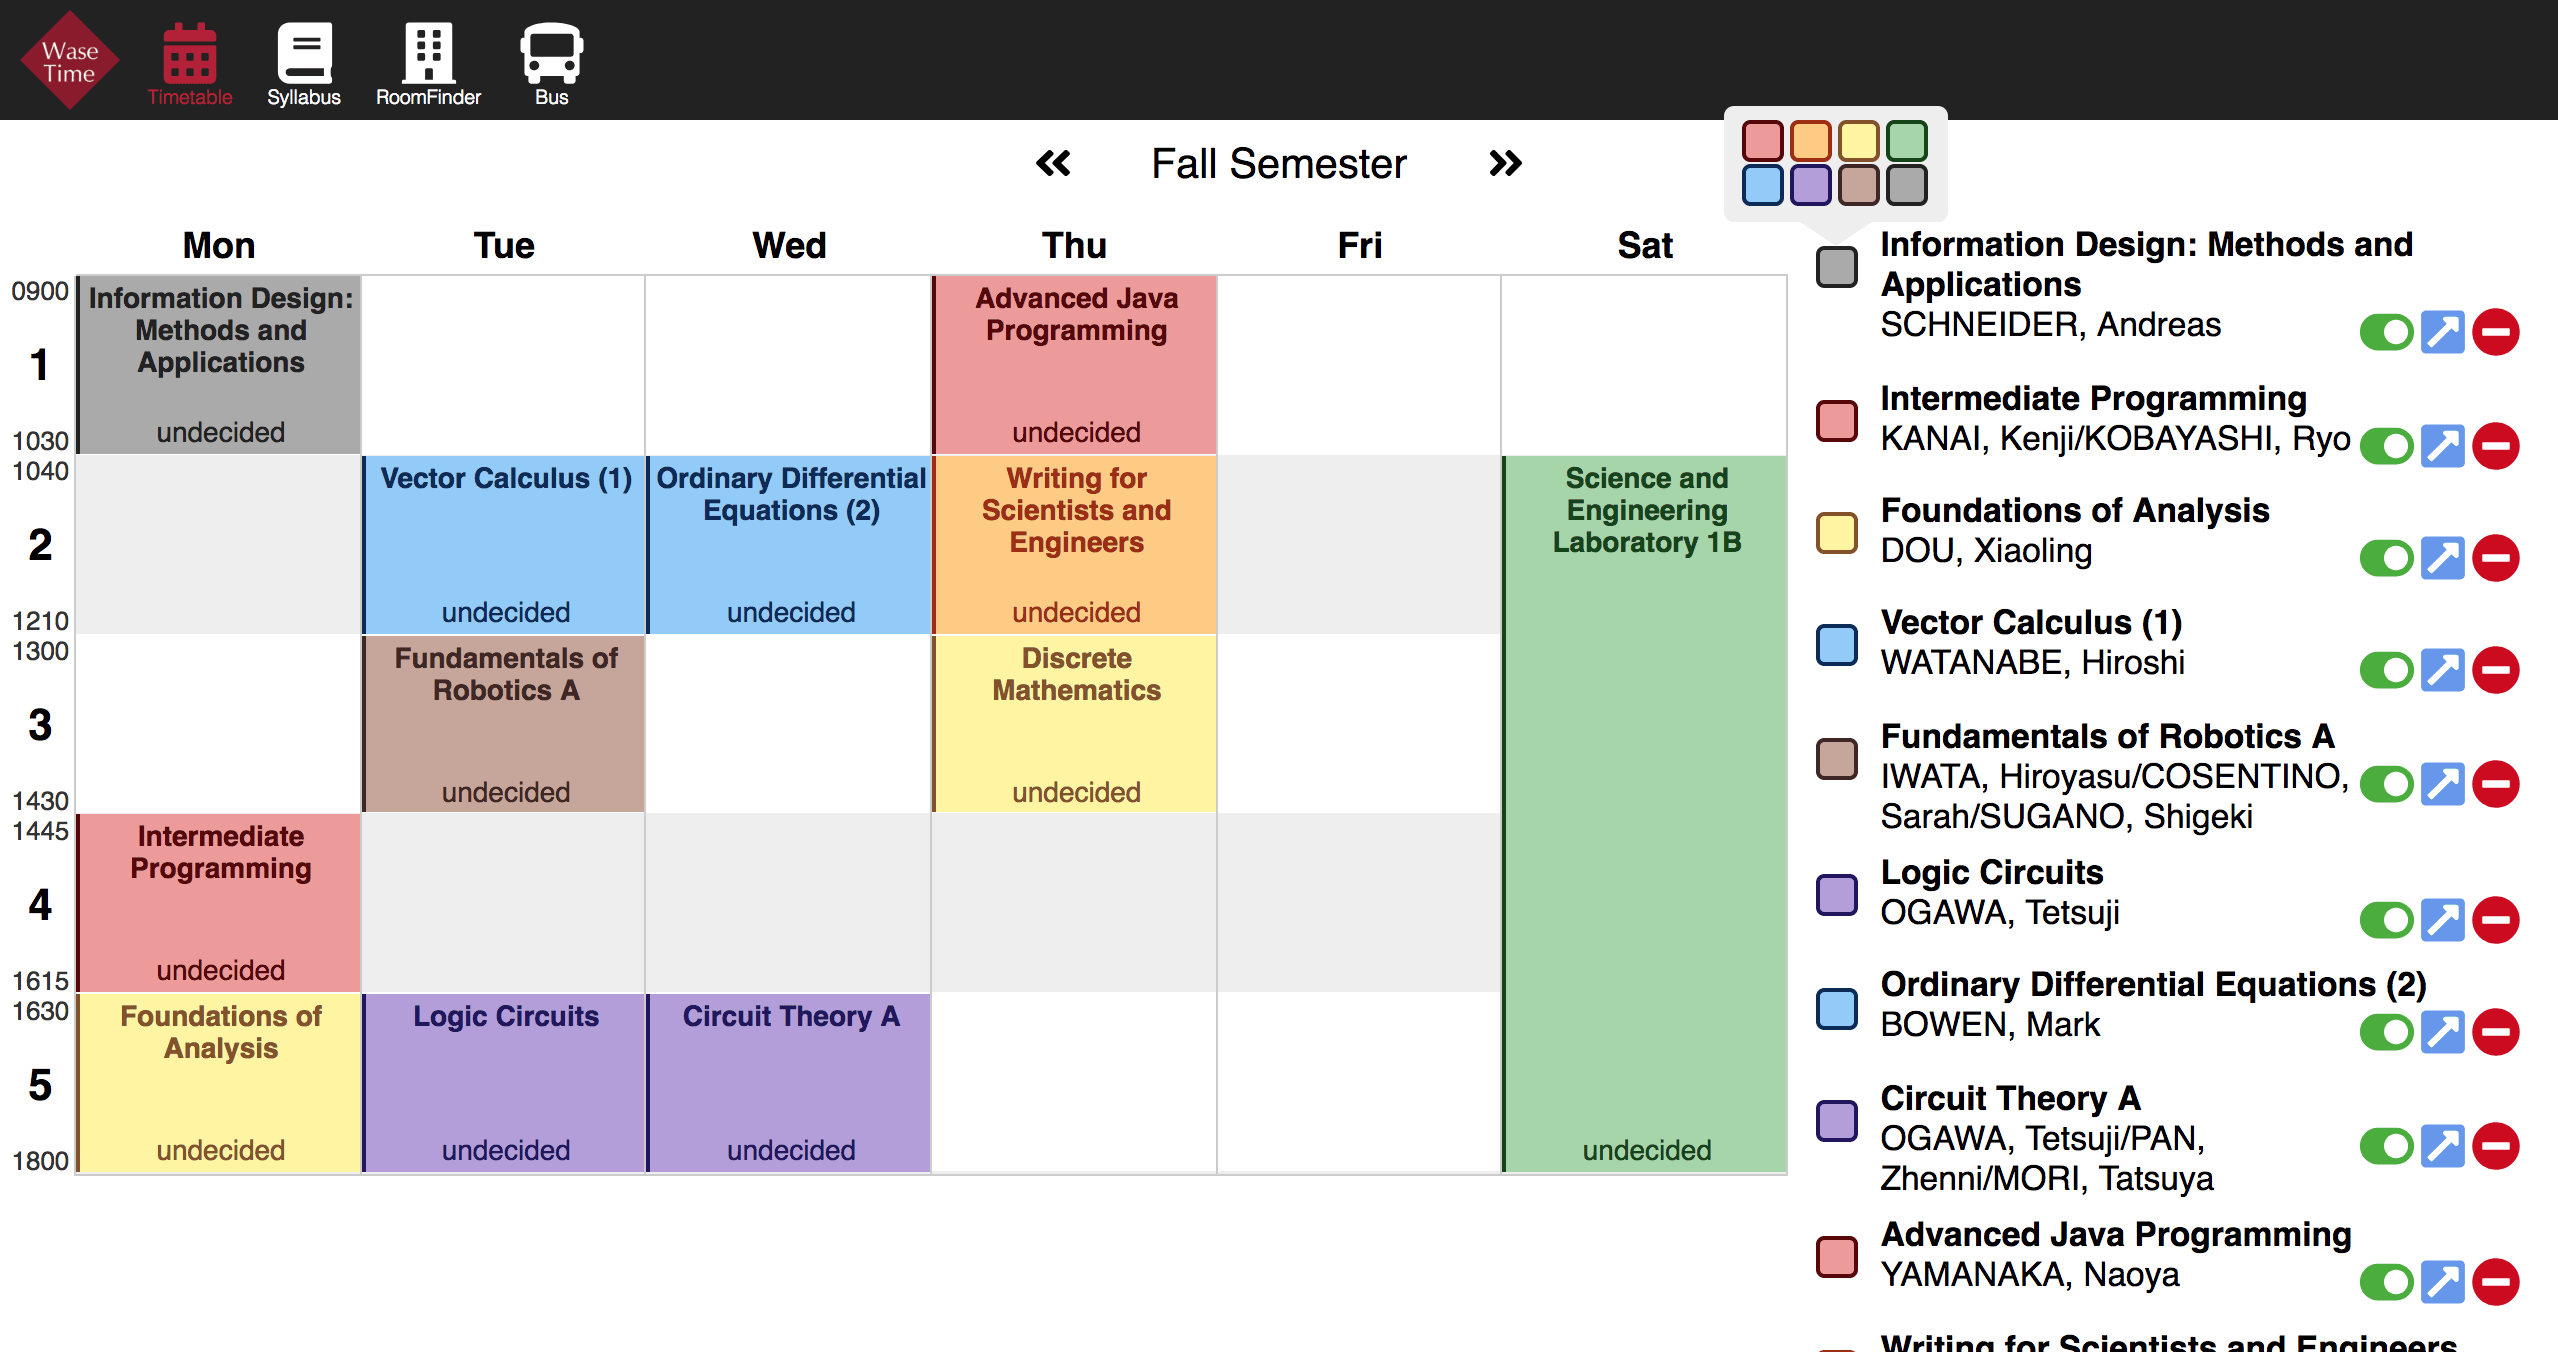 Wase
Time
Timetable
Syllabus
RoomFinder
Bus
Fall Semester
Mon
Tue
Wed
Thu
Fri
Sat
0900
1
1030
Information Design:
Methods and
Applications
undecided
Advanced Java
Programming
undecided
1040
2
1210
Vector Calculus (1)
undecided
Ordinary Differential
Equations (2)
undecided
Writing for
Scientists and
Engineers
undecided
Science and
Engineering
Laboratory 1B
undecided
1300
3
1430
Fundamentals of
Robotics A
undecided
Discrete
Mathematics
undecided
1445
4
1615
Intermediate
Programming
undecided
1630
5
1800
Foundations of
Analysis
undecided
Logic Circuits
undecided
Circuit Theory A
undecided
Information Design: Methods and
Applications
SCHNEIDER, Andreas
Intermediate Programming
KANAI, Kenji/KOBAYASHI, Ryo
Foundations of Analysis
DOU, Xiaoling
Vector Calculus (1)
WATANABE, Hiroshi
Fundamentals of Robotics A
IWATA, Hiroyasu/COSENTINO,
Sarah/SUGANO, Shigeki
Logic Circuits
OGAWA, Tetsuji
Ordinary Differential Equations (2)
BOWEN, Mark
Circuit Theory A
OGAWA, Tetsuji/PAN,
Zhenni/MORI, Tatsuya
Advanced Java Programming
YAMANAKA, Naoya
Writing for Scientists and Engineers